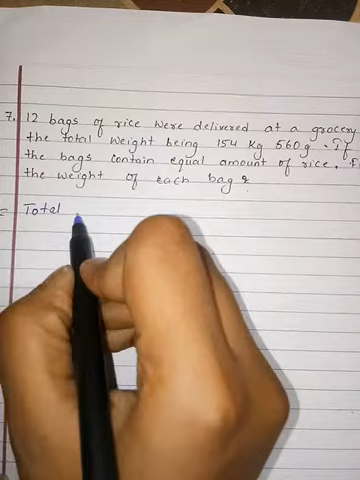 7. 12 bags of rice were delivered at a grocery
the total weight being 154 kg 560 g. If
the bags contain equal amount of rice. F
the weight of each bag?
= Total